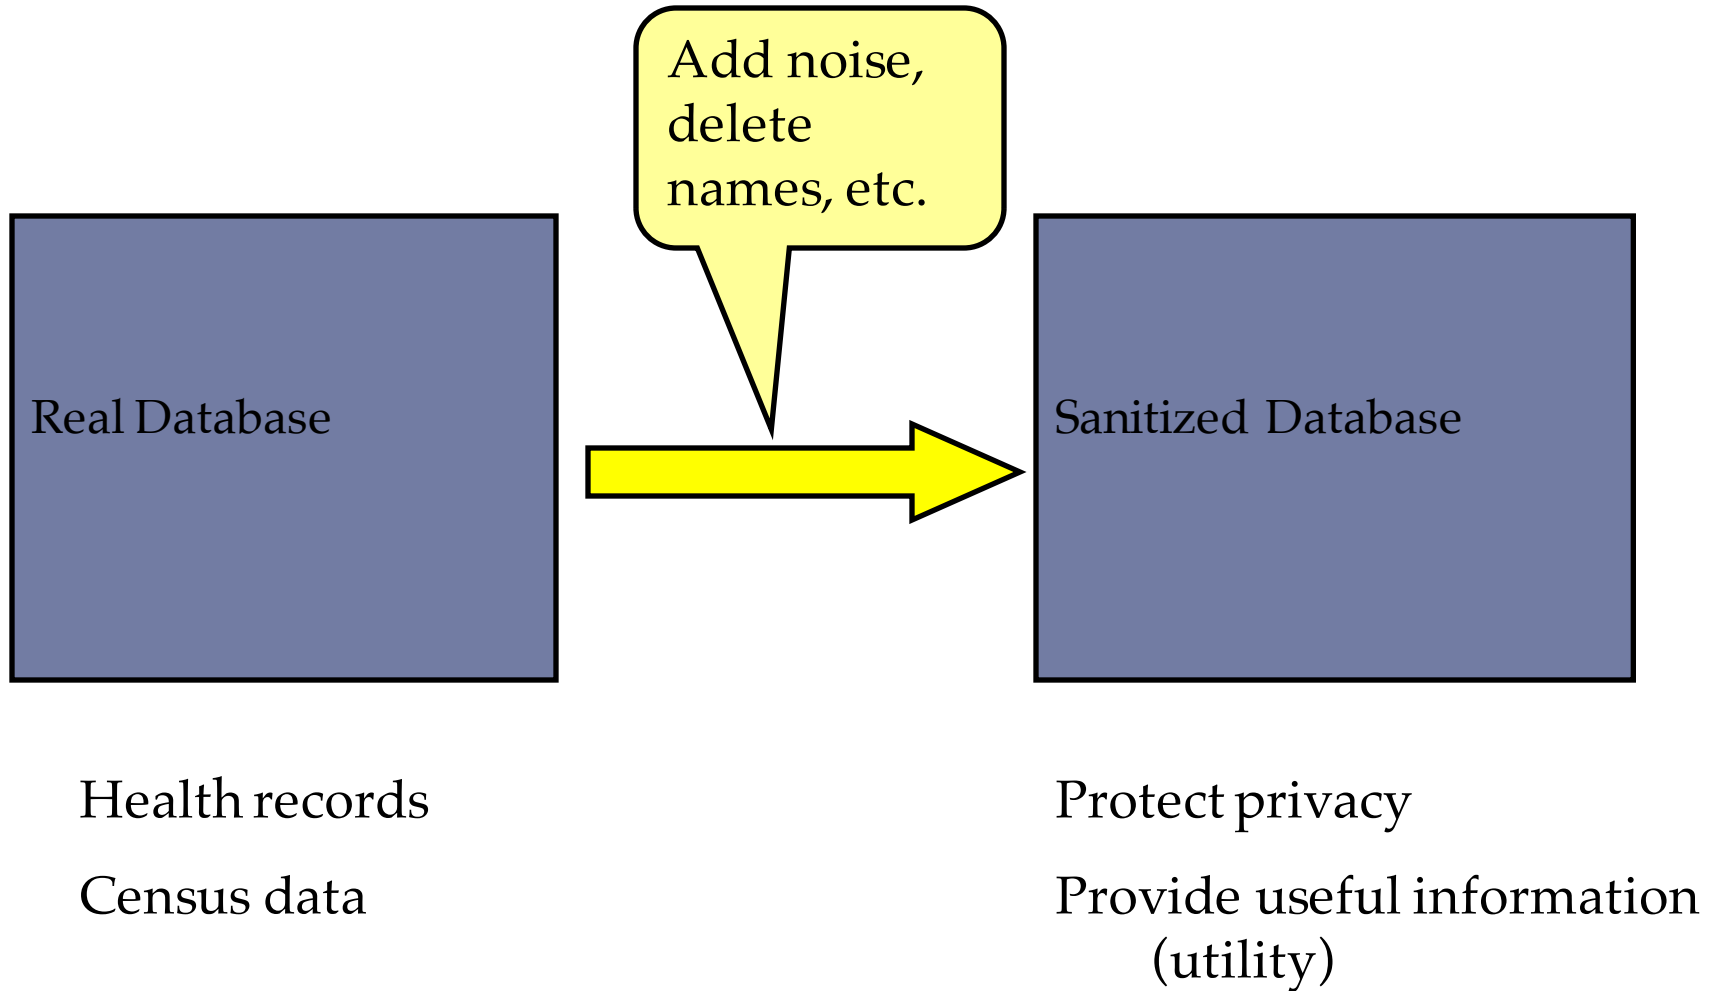 Add noise,
delete
names, etc.
Real Database
Sanitized Database
Health records
Census data
Protect privacy
Provide useful information
(utility)